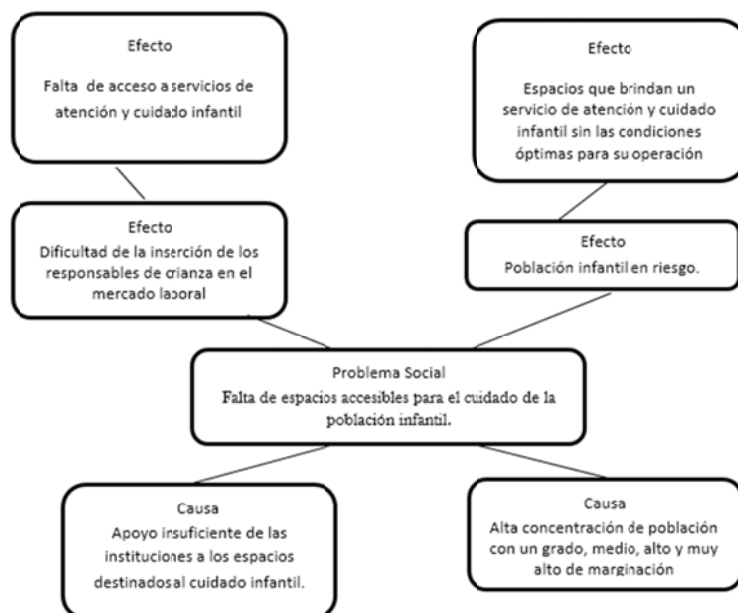 Efecto
Falta de acceso a servicios de
atención y cuidado infantil
Efecto
Espacios que brindan un
servicio de atención y cuidado
infantil sin las condiciones
óptimas para su operación
Efecto
Dificultad de la inserción de los
responsables de crianza en el
mercado laboral
Efecto
Población infantil en riesgo.
Problema Social
Falta de espacios accesibles para el cuidado de la
población infantil.
Causa
Apoyo insuficiente de las
instituciones a los espacios
destinados al cuidado infantil.
Causa
Alta concentración de población
con un grado, medio, alto y muy
alto de marginación